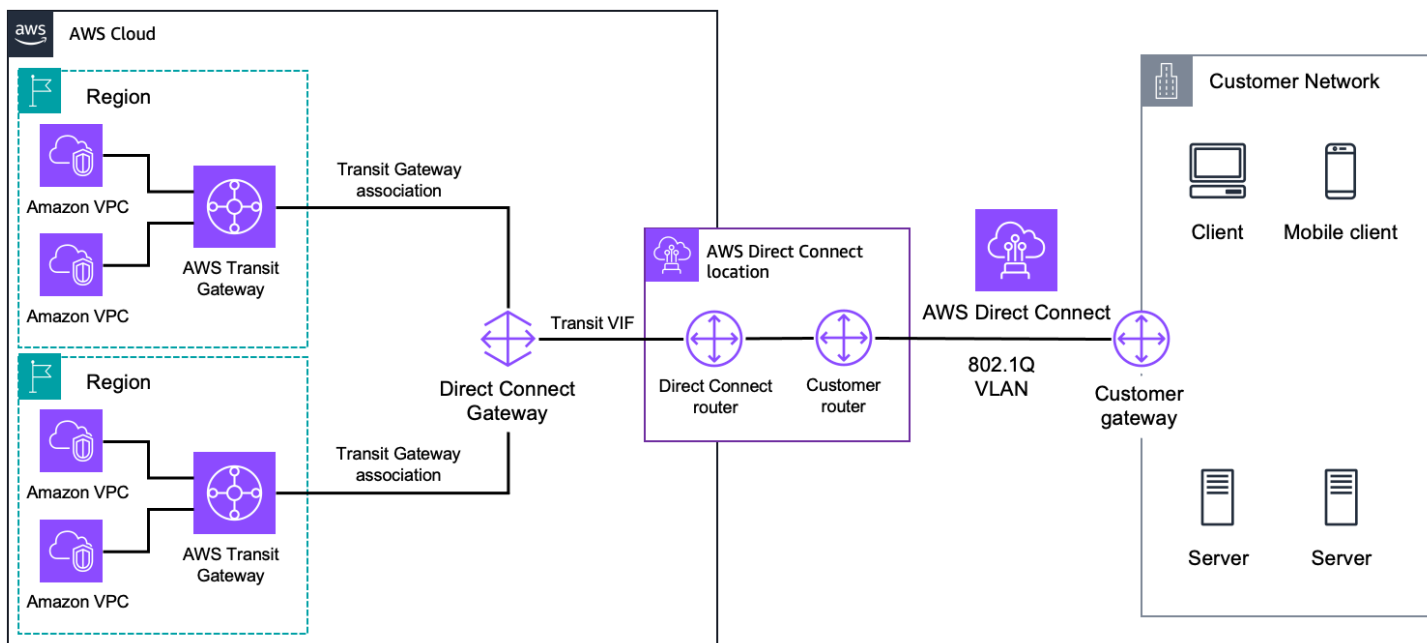 aws
AWS Cloud
Region
Amazon VPC
Amazon VPC
AWS Transit
Gateway
Transit Gateway
association
Region
Amazon VPC
Amazon VPC
AWS Transit
Gateway
Transit Gateway
association
Direct Connect
Gateway
Transit VIF
AWS Direct Connect
location
Direct Connect
router
Customer
router
AWS Direct Connect
802.1Q
VLAN
Customer Network
Client
Mobile client
Customer
gateway
Server
Server